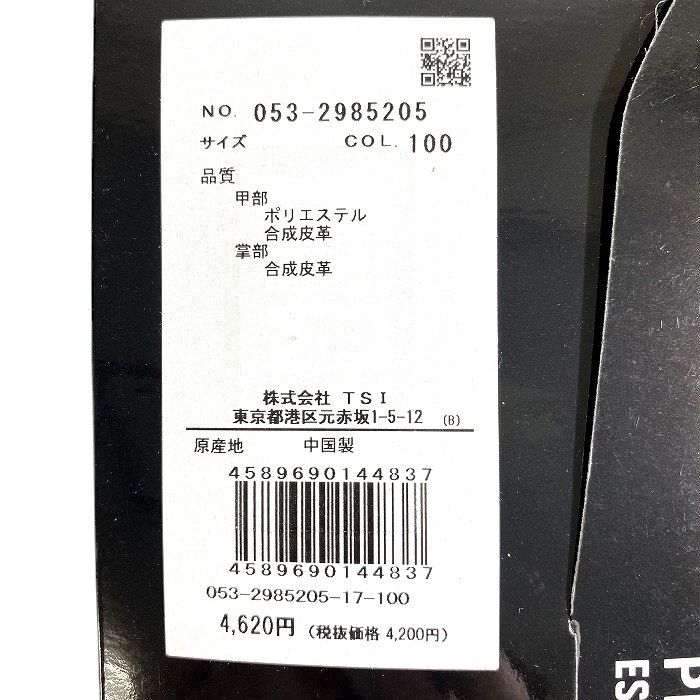 NO. 053-2985205
サイズ COL. 100
品質
甲部
ポリエステル
合成皮革
掌部
合成皮革
株式会社 TSI
東京都港区元赤坂1-5-12 (B)
原産地 中国製
4589690144837
4589690144837
053-2985205-17-100
4,620円 (税抜価格 4,200円)
ES